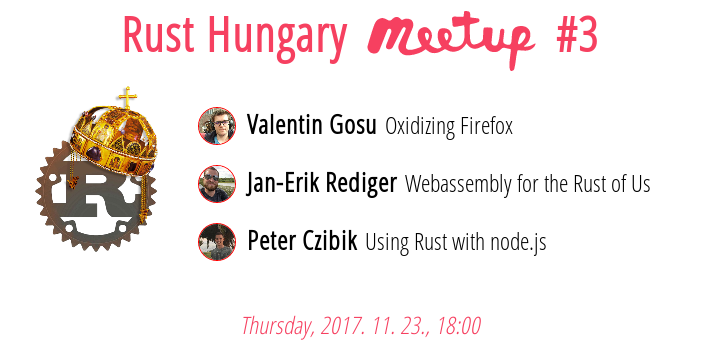 Rust Hungary meetup #3
Valentin Gosu Oxidizing Firefox
R
Jan-Erik Rediger Webassembly for the Rust of Us
Peter Czibik Using Rust with node.js
Thursday, 2017. 11. 23., 18:00